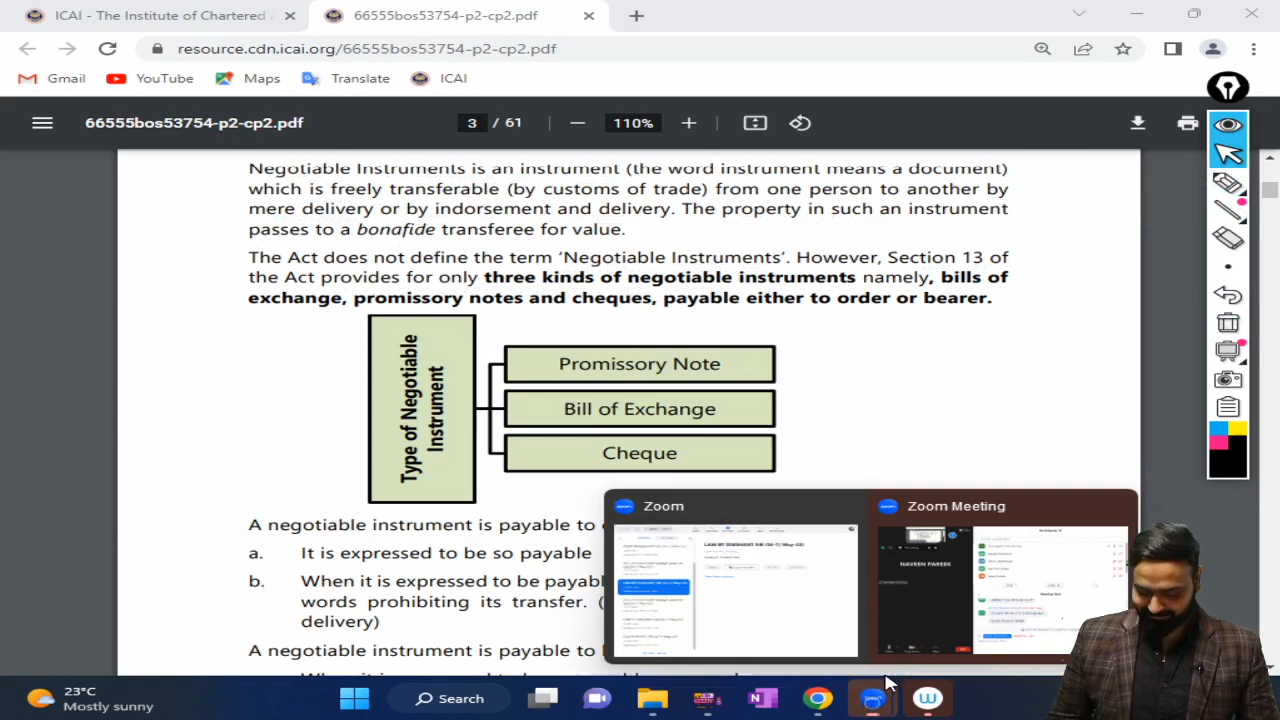 ICAI - The Institute of Chartered
66555bos53754-p2-cp2.pdf
resource.cdn.icai.org/66555bos53754-p2-cp2.pdf
Gmail
YouTube
Maps
Translate
ICAI
66555bos53754-p2-cp2.pdf
3 / 61
110%
Negotiable Instruments is an instrument (the word instrument means a document)
which is freely transferable (by customs of trade) from one person to another by
mere delivery or by indorsement and delivery. The property in such an instrument
passes to a bonafide transferee for value.
The Act does not define the term ‘Negotiable Instruments’. However, Section 13 of
the Act provides for only three kinds of negotiable instruments namely, bills of
exchange, promissory notes and cheques, payable either to order or bearer.
Type of Negotiable
Instrument
Promissory Note
Bill of Exchange
Cheque
A negotiable instrument is payable to
a. It is expressed to be so payable
b. When it is expressed to be payab
words prohibiting its transfer. (
delivery)
A negotiable instrument is payable to
Zoom
Zoom Meeting
NAVEEN PAREEK
23°C
Mostly sunny
Search